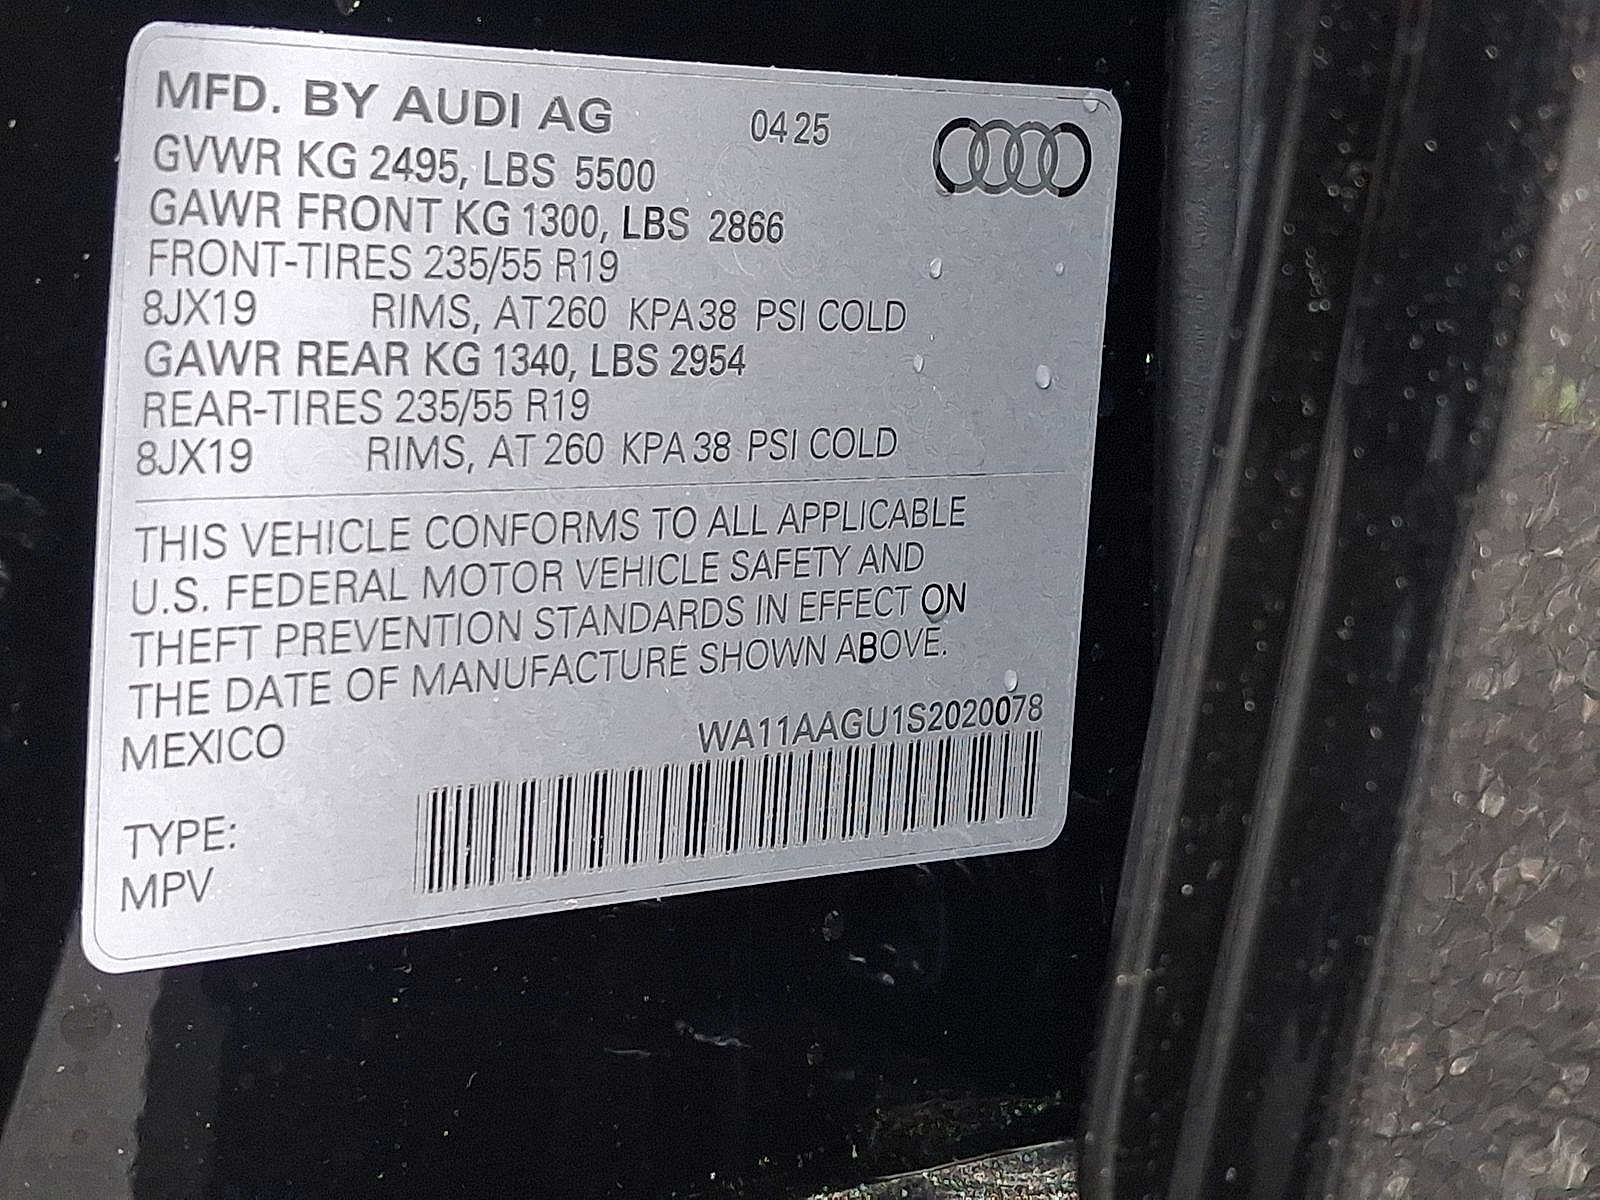 MFD. BY AUDI AG 04 25
GVWR KG 2495, LBS 5500
GAWR FRONT KG 1300, LBS 2866
FRONT-TIRES 235/55 R19
8JX19 RIMS, AT 260 KPA 38 PSI COLD
GAWR REAR KG 1340, LBS 2954
REAR-TIRES 235/55 R19
8JX19 RIMS, AT 260 KPA 38 PSI COLD
THIS VEHICLE CONFORMS TO ALL APPLICABLE
U.S. FEDERAL MOTOR VEHICLE SAFETY AND
THEFT PREVENTION STANDARDS IN EFFECT ON
THE DATE OF MANUFACTURE SHOWN ABOVE.
MEXICO WA11AAGU1S2020078
TYPE:
MPV